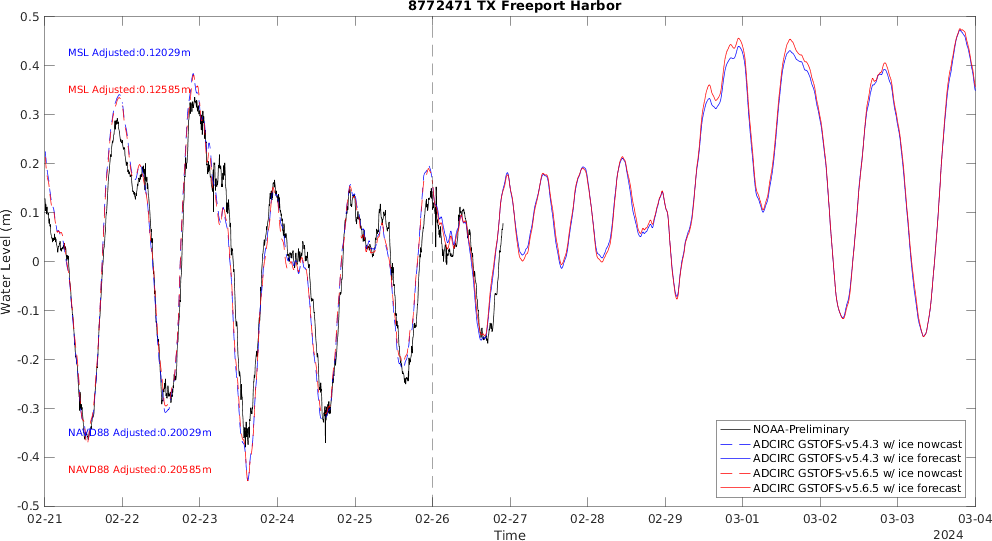 8772471 TX Freeport Harbor
0.5
0.4
0.3
0.2
0.1
0
-0.1
-0.2
-0.3
-0.4
-0.5
Water Level (m)
MSL Adjusted:0.12029m
MSL Adjusted:0.12585m
NAVD88 Adjusted:0.20029m
NAVD88 Adjusted:0.20585m
NOAA-Preliminary
ADCIRC GSTOFS-v5.4.3 w/ ice nowcast
ADCIRC GSTOFS-v5.4.3 w/ ice forecast
ADCIRC GSTOFS-v5.6.5 w/ ice nowcast
ADCIRC GSTOFS-v5.6.5 w/ ice forecast
02-21 02-22 02-23 02-24 02-25 02-26 02-27 02-28 02-29 03-01 03-02 03-03 03-04
Time
2024